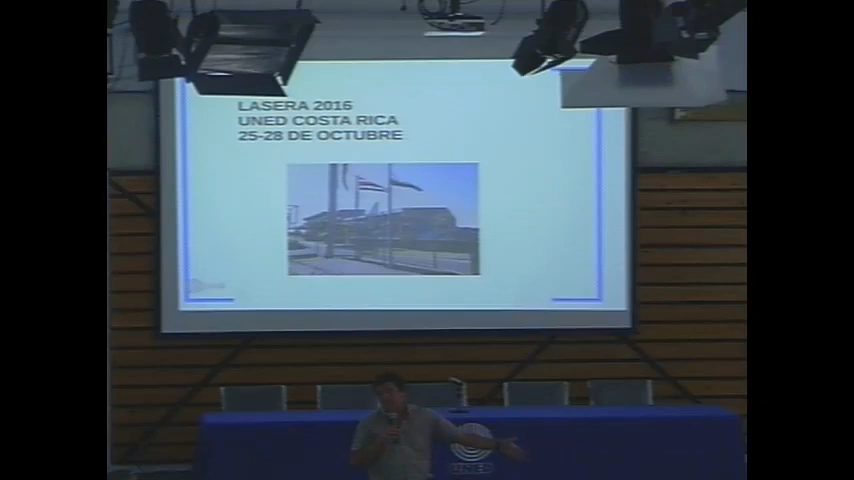 LASERA 2016
UNED COSTA RICA
25-28 DE OCTUBRE
UNED